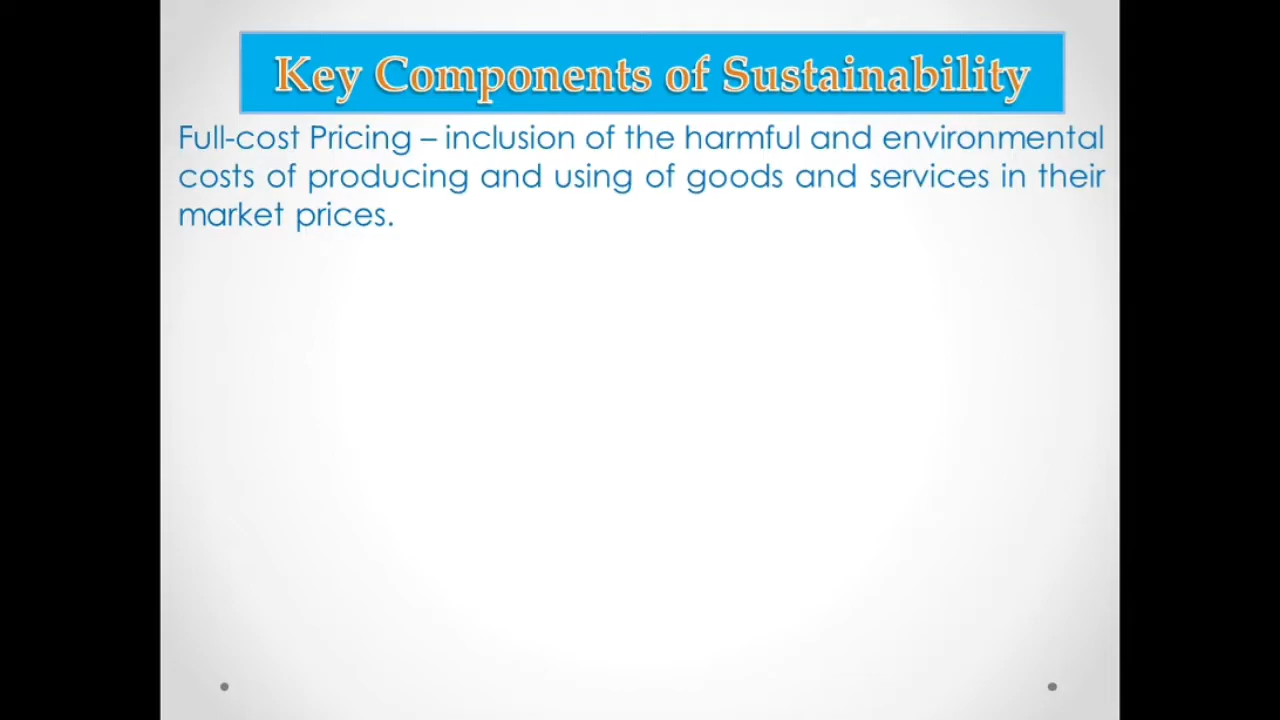 Key Components of Sustainability
Full-cost Pricing – inclusion of the harmful and environmental
costs of producing and using of goods and services in their
market prices.